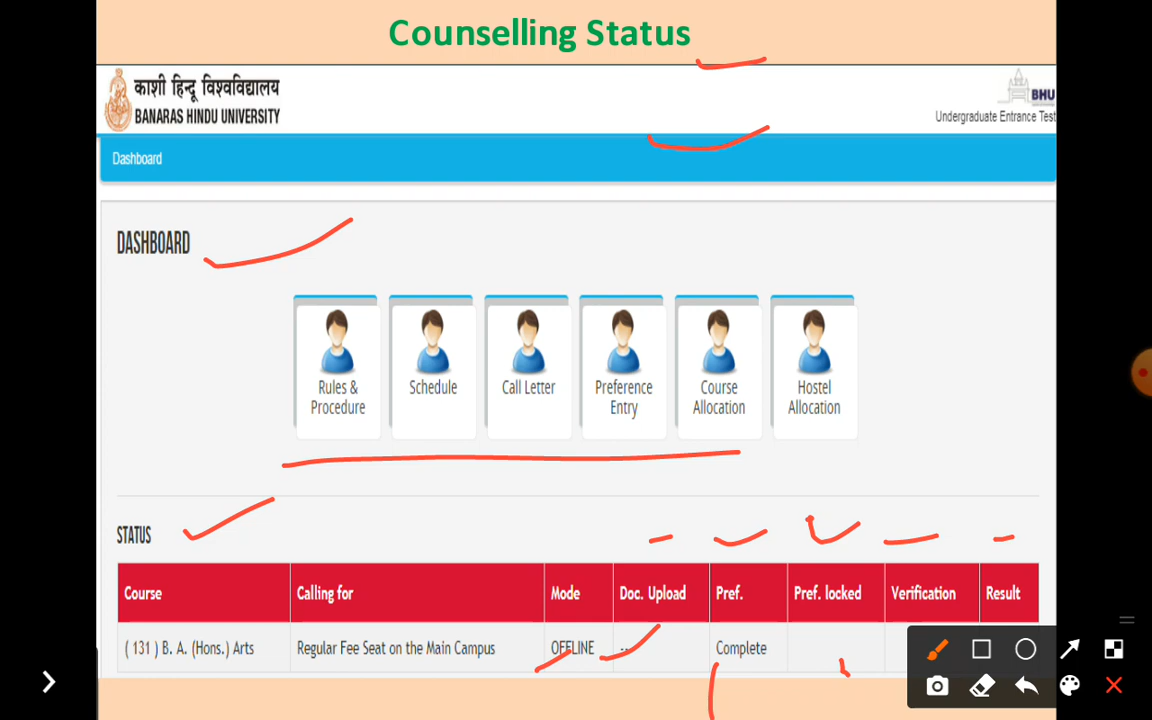 Counselling Status
काशी हिन्दू विश्वविद्यालय
BANARAS HINDU UNIVERSITY
BHU
Undergraduate Entrance Test
Dashboard
DASHBOARD
Rules & Procedure
Schedule
Call Letter
Preference Entry
Course Allocation
Hostel Allocation
STATUS
Course Calling for Mode Doc. Upload Pref. Pref. locked Verification Result
( 131 ) B. A. (Hons.) Arts Regular Fee Seat on the Main Campus OFFLINE --- Complete